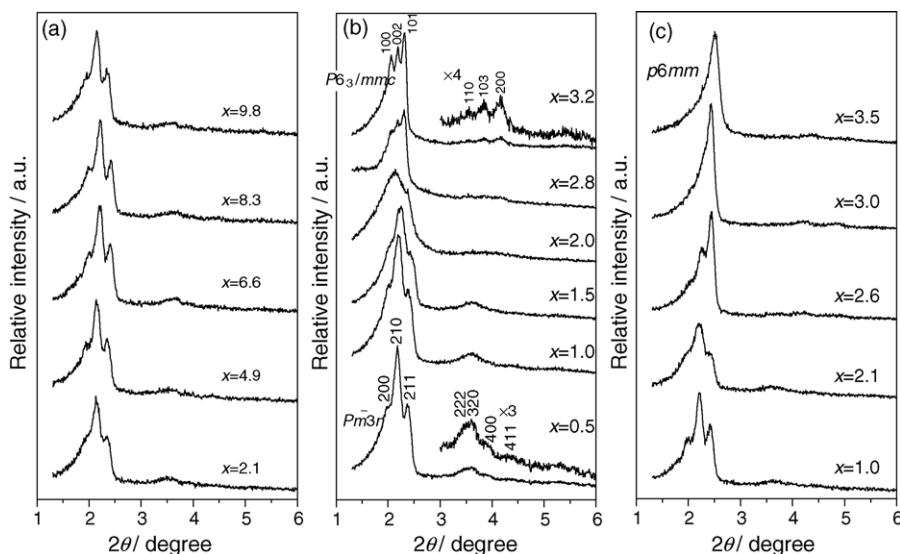 (a)
x=9.8
x=8.3
x=6.6
x=4.9
x=2.1
Relative intensity / a.u.
1 2 3 4 5 6
2θ/ degree
(b)
100
002
101
P6₃/mmc
×4
110
103
200
x=3.2
x=2.8
x=2.0
x=1.5
x=1.0
210
200
211
Pm̄3n
222
320
400
411
×3
x=0.5
Relative intensity / a.u.
1 2 3 4 5 6
2θ/ degree
(c)
p6mm
x=3.5
x=3.0
x=2.6
x=2.1
x=1.0
Relative intensity / a.u.
1 2 3 4 5 6
2θ/ degree